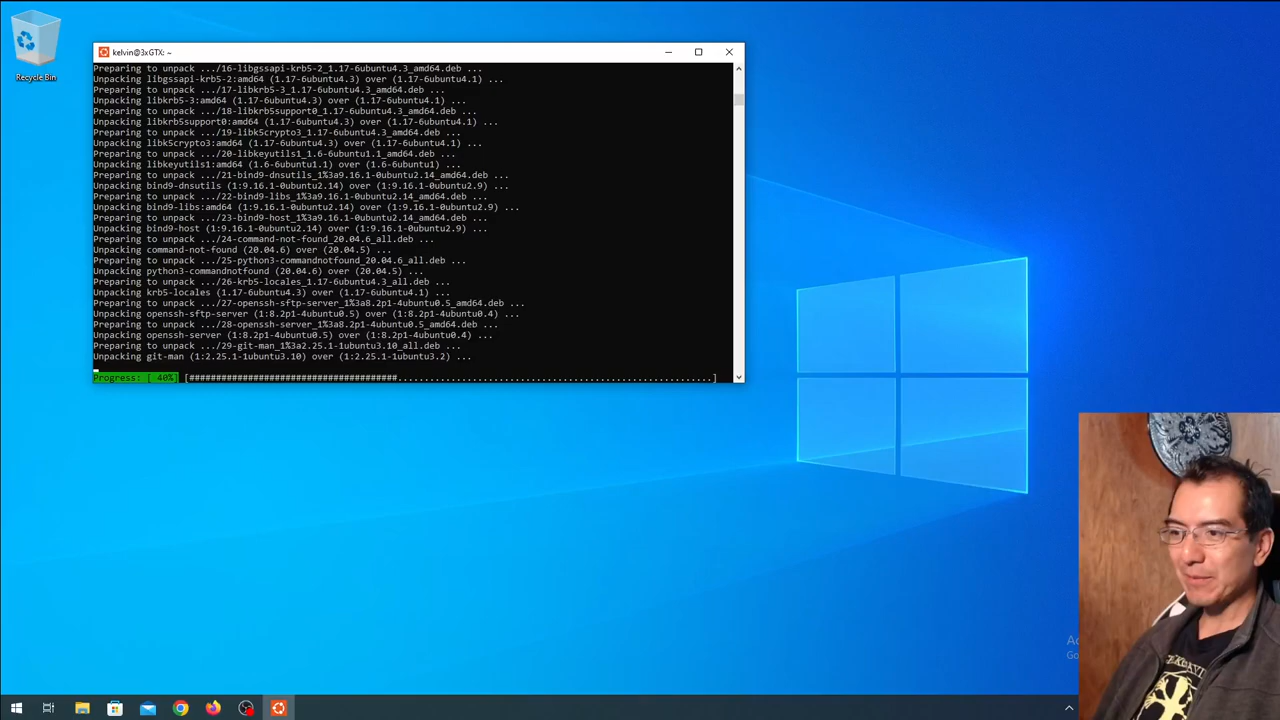 Recycle Bin
kelvin@3xGTX: ~
Preparing to unpack .../16-libgssapi-krb5-2_1.17-6ubuntu4.3_amd64.deb ...
Unpacking libgssapi-krb5-2:amd64 (1.17-6ubuntu4.3) over (1.17-6ubuntu4.1) ...
Preparing to unpack .../17-libkrb5-3_1.17-6ubuntu4.3_amd64.deb ...
Unpacking libkrb5-3:amd64 (1.17-6ubuntu4.3) over (1.17-6ubuntu4.1) ...
Preparing to unpack .../18-libkrb5support0_1.17-6ubuntu4.3_amd64.deb ...
Unpacking libkrb5support0:amd64 (1.17-6ubuntu4.3) over (1.17-6ubuntu4.1) ...
Preparing to unpack .../19-libk5crypto3_1.17-6ubuntu4.3_amd64.deb ...
Unpacking libk5crypto3:amd64 (1.17-6ubuntu4.3) over (1.17-6ubuntu4.1) ...
Preparing to unpack .../20-libkeyutils1_1.6-6ubuntu1.1_amd64.deb ...
Unpacking libkeyutils1:amd64 (1.6-6ubuntu1.1) over (1.6-6ubuntu1) ...
Preparing to unpack .../21-bind9-dnsutils_1%3a9.16.1-0ubuntu2.14_amd64.deb ...
Unpacking bind9-dnsutils (1:9.16.1-0ubuntu2.14) over (1:9.16.1-0ubuntu2.9) ...
Preparing to unpack .../22-bind9-libs_1%3a9.16.1-0ubuntu2.14_amd64.deb ...
Unpacking bind9-libs:amd64 (1:9.16.1-0ubuntu2.14) over (1:9.16.1-0ubuntu2.9) ...
Preparing to unpack .../23-bind9-host_1%3a9.16.1-0ubuntu2.14_amd64.deb ...
Unpacking bind9-host (1:9.16.1-0ubuntu2.14) over (1:9.16.1-0ubuntu2.9) ...
Preparing to unpack .../24-command-not-found_20.04.6_all.deb ...
Unpacking command-not-found (20.04.6) over (20.04.5) ...
Preparing to unpack .../25-python3-commandnotfound_20.04.6_all.deb ...
Unpacking python3-commandnotfound (20.04.6) over (20.04.5) ...
Preparing to unpack .../26-krb5-locales_1.17-6ubuntu4.3_all.deb ...
Unpacking krb5-locales (1.17-6ubuntu4.3) over (1.17-6ubuntu4.1) ...
Preparing to unpack .../27-openssh-sftp-server_1%3a8.2p1-4ubuntu0.5_amd64.deb ...
Unpacking openssh-sftp-server (1:8.2p1-4ubuntu0.5) over (1:8.2p1-4ubuntu0.4) ...
Preparing to unpack .../28-openssh-server_1%3a8.2p1-4ubuntu0.5_amd64.deb ...
Unpacking openssh-server (1:8.2p1-4ubuntu0.5) over (1:8.2p1-4ubuntu0.4) ...
Preparing to unpack .../29-git-man_1%3a2.25.1-1ubuntu3.10_all.deb ...
Unpacking git-man (1:2.25.1-1ubuntu3.10) over (1:2.25.1-1ubuntu3.2) ...
Progress: [ 40%] [#######################################...........................................................]